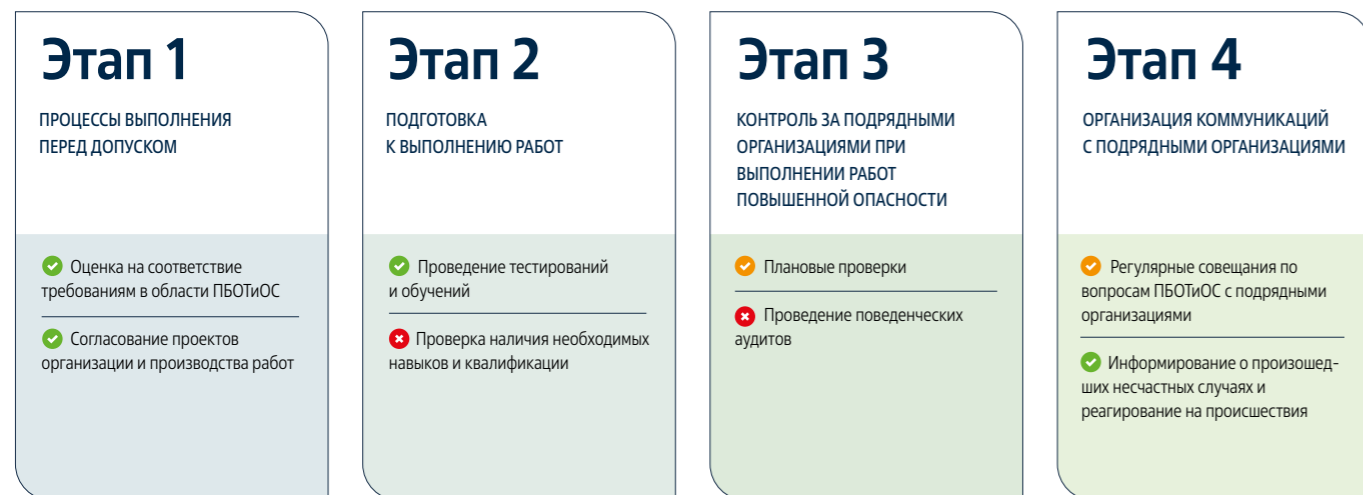 Этап 1
ПРОЦЕССЫ ВЫПОЛНЕНИЯ
ПЕРЕД ДОПУСКОМ
Оценка на соответствие
требованиям в области ПБОТиОС
Согласование проектов
организации и производства работ
Этап 2
ПОДГОТОВКА
К ВЫПОЛНЕНИЮ РАБОТ
Проведение тестирований
и обучений
Проверка наличия необходимых
навыков и квалификации
Этап 3
КОНТРОЛЬ ЗА ПОДРЯДНЫМИ
ОРГАНИЗАЦИЯМИ ПРИ
ВЫПОЛНЕНИИ РАБОТ
ПОВЫШЕННОЙ ОПАСНОСТИ
Плановые проверки
Проведение поведенческих
аудитов
Этап 4
ОРГАНИЗАЦИЯ КОММУНИКАЦИЙ
С ПОДРЯДНЫМИ ОРГАНИЗАЦИЯМИ
Регулярные совещания по
вопросам ПБОТиОС с подрядными
организациями
Информирование о произошед-
ших несчастных случаях и
реагирование на происшествия